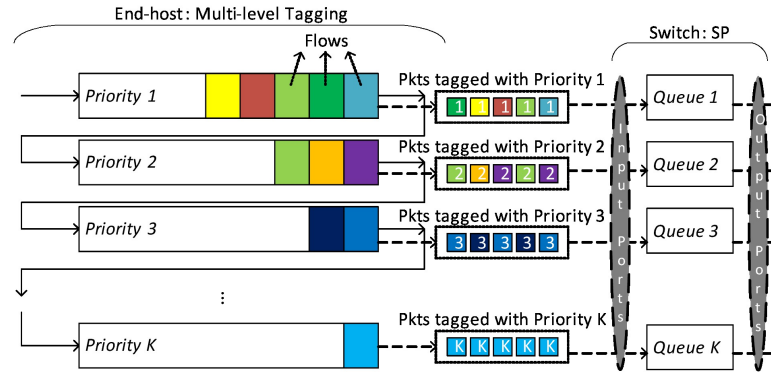 End-host: Multi-level Tagging
Flows
Switch: SP
Priority 1
Pkts tagged with Priority 1
1 1 1 1 1
Queue 1
Priority 2
Pkts tagged with Priority 2
2 2 2 2 2
Queue 2
Priority 3
Pkts tagged with Priority 3
3 3 3 3 3
Queue 3
...
Priority K
Pkts tagged with Priority K
K K K K K
Queue K
Input Ports
Output Ports